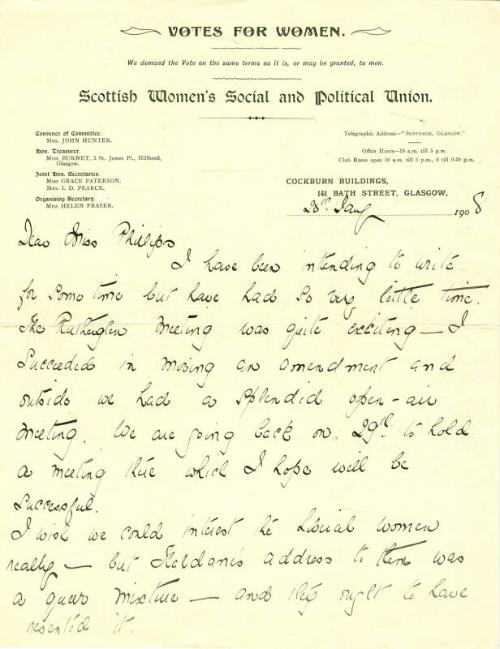 VOTES FOR WOMEN.
We demand the Vote on the same terms as it is, or may be granted, to men.
Scottish Women's Social and Political Union.
Convener of Committee.
MRS. JOHN HUNTER.
Hon. Treasurer.
MISS BURNET, 2 St. James Pl., Hillhead,
Glasgow.
Joint Hon. Secretaries.
MISS GRACE PATERSON.
MRS. I. D. PEARCE.
Organising Secretary.
MISS HELEN FRASER.
Telegraphic Address—"SUFFRAGE, GLASGOW."
Office Hours—10 a.m. till 5 p.m.
Club Room open 10 a.m. till 5 p.m., 6 till 9.30 p.m.
COCKBURN BUILDINGS,
141 BATH STREET, GLASGOW,
28th Jany 1908
Dear Miss Philipps
I have been intending to write
for some time but have had so very little time.
The Rutherglen meeting was quite exciting — I
succeeded in moving an amendment and
outside we had a splendid open-air
meeting. We are going back on 29th to hold
a meeting there which I hope will be
successful.
I wish we could interest the Liberal women
really — but Haldane's address to them was
a queer mixture — and they ought to have
resented it.